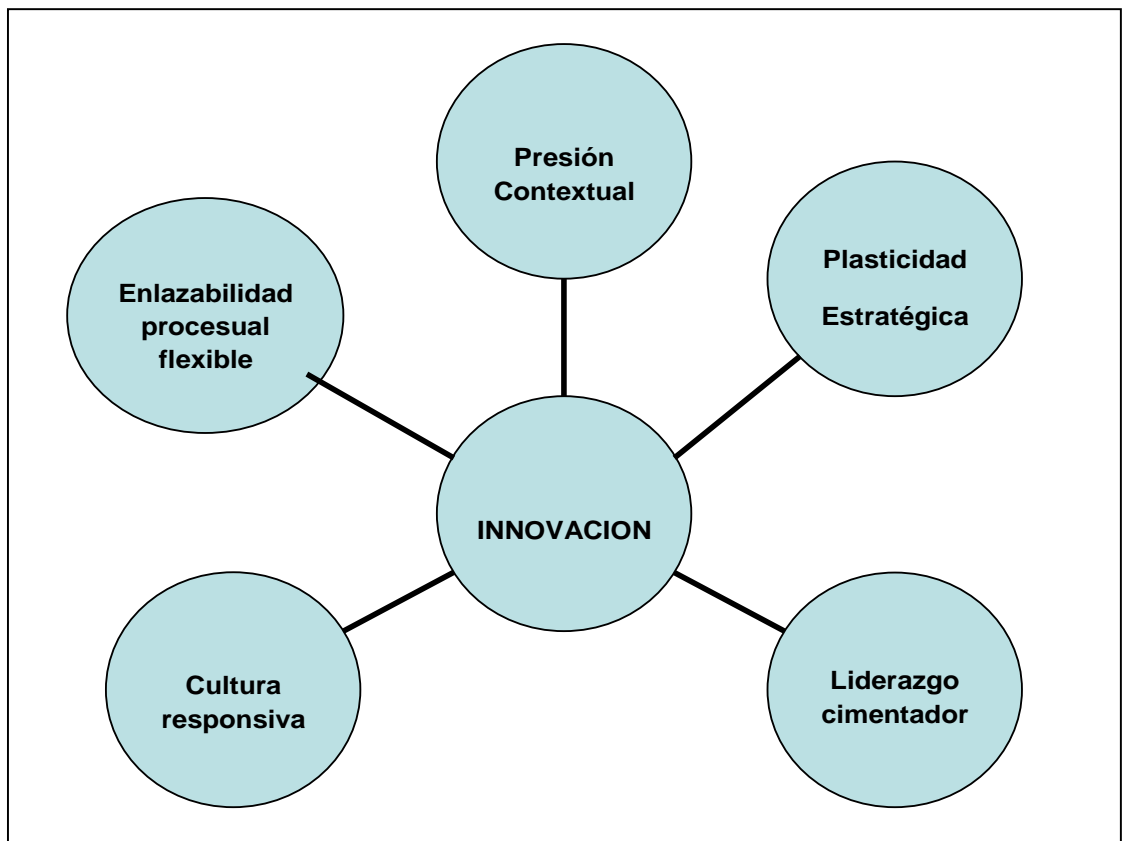 Presión
Contextual
Plasticidad
Estratégica
Enlazabilidad
procesual
flexible
INNOVACION
Cultura
responsiva
Liderazgo
cimentador